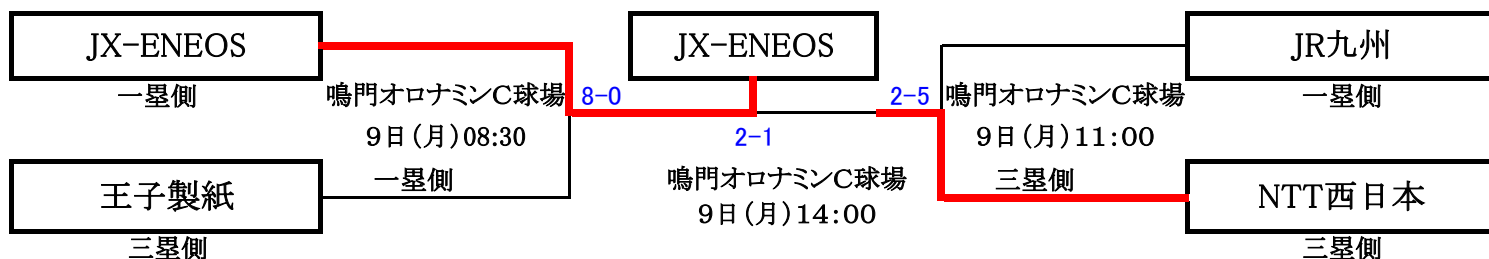 JX-ENEOS
JX-ENEOS
JR九州
一塁側
鳴門オロナミンC球場
8-0
2-5
鳴門オロナミンC球場
一塁側
9日(月)08:30
2-1
9日(月)11:00
王子製紙
一塁側
鳴門オロナミンC球場
三塁側
NTT西日本
9日(月)14:00
三塁側
三塁側